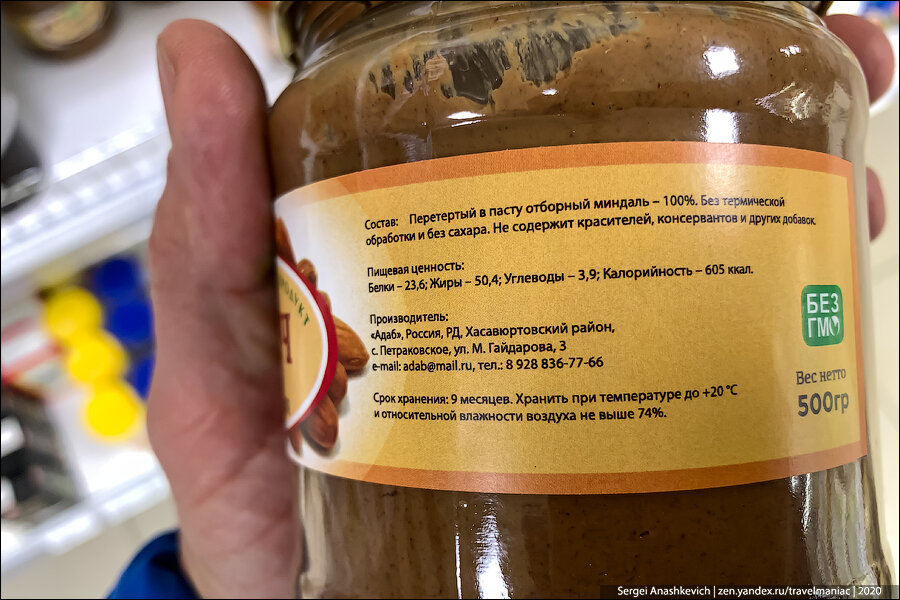 Состав: Перетертый в пасту отборный миндаль – 100%. Без термической
обработки и без сахара. Не содержит красителей, консервантов и других добавок.
Пищевая ценность:
Белки – 23,6; Жиры – 50,4; Углеводы – 3,9; Калорийность – 605 ккал.
Производитель:
«Адаб», Россия, РД, Хасавюртовский район,
с. Петраковское, ул. М. Гайдарова, 3
e-mail: adab@mail.ru, тел.: 8 928 836-77-66
Срок хранения: 9 месяцев. Хранить при температуре до +20 °C
и относительной влажности воздуха не выше 74%.
БЕЗ
ГМО
Вес нетто
500гр
Sergei Anashkevich | zen.yandex.ru/travelmaniac | 2020